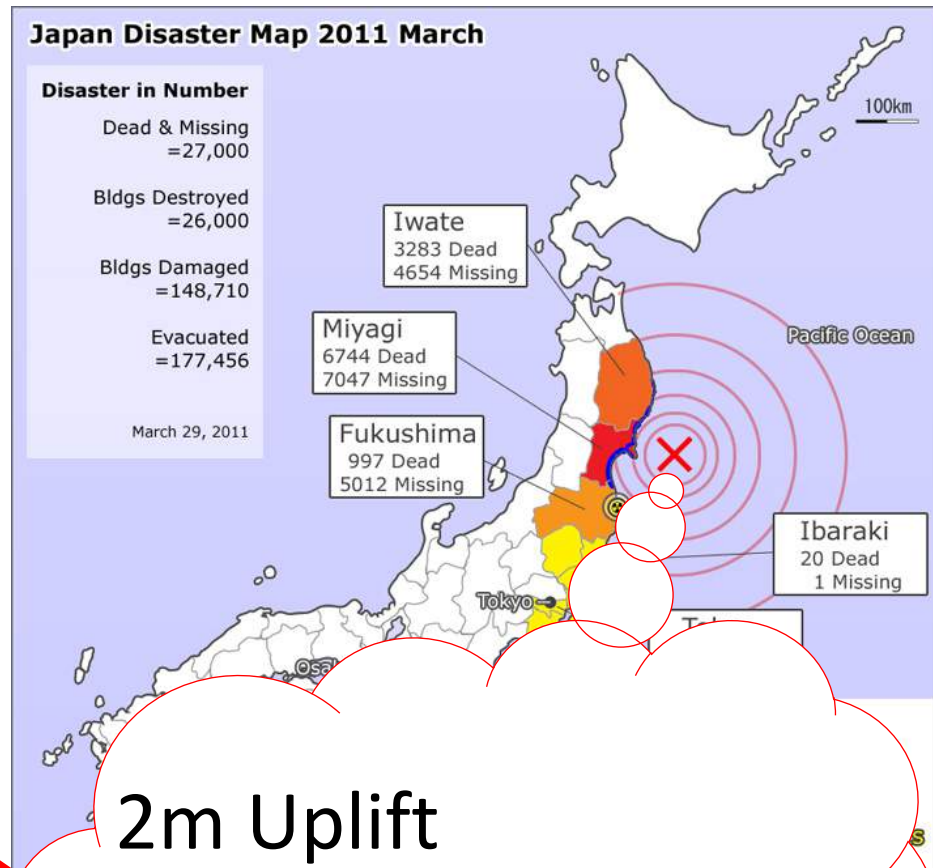 Japan Disaster Map 2011 March
Disaster in Number
Dead & Missing
=27,000
Bldgs Destroyed
=26,000
Bldgs Damaged
=148,710
Evacuated
=177,456
March 29, 2011
100km
Iwate
3283 Dead
4654 Missing
Pacific Ocean
Miyagi
6744 Dead
7047 Missing
Fukushima
997 Dead
5012 Missing
Ibaraki
20 Dead
1 Missing
Tokyo
2m Uplift